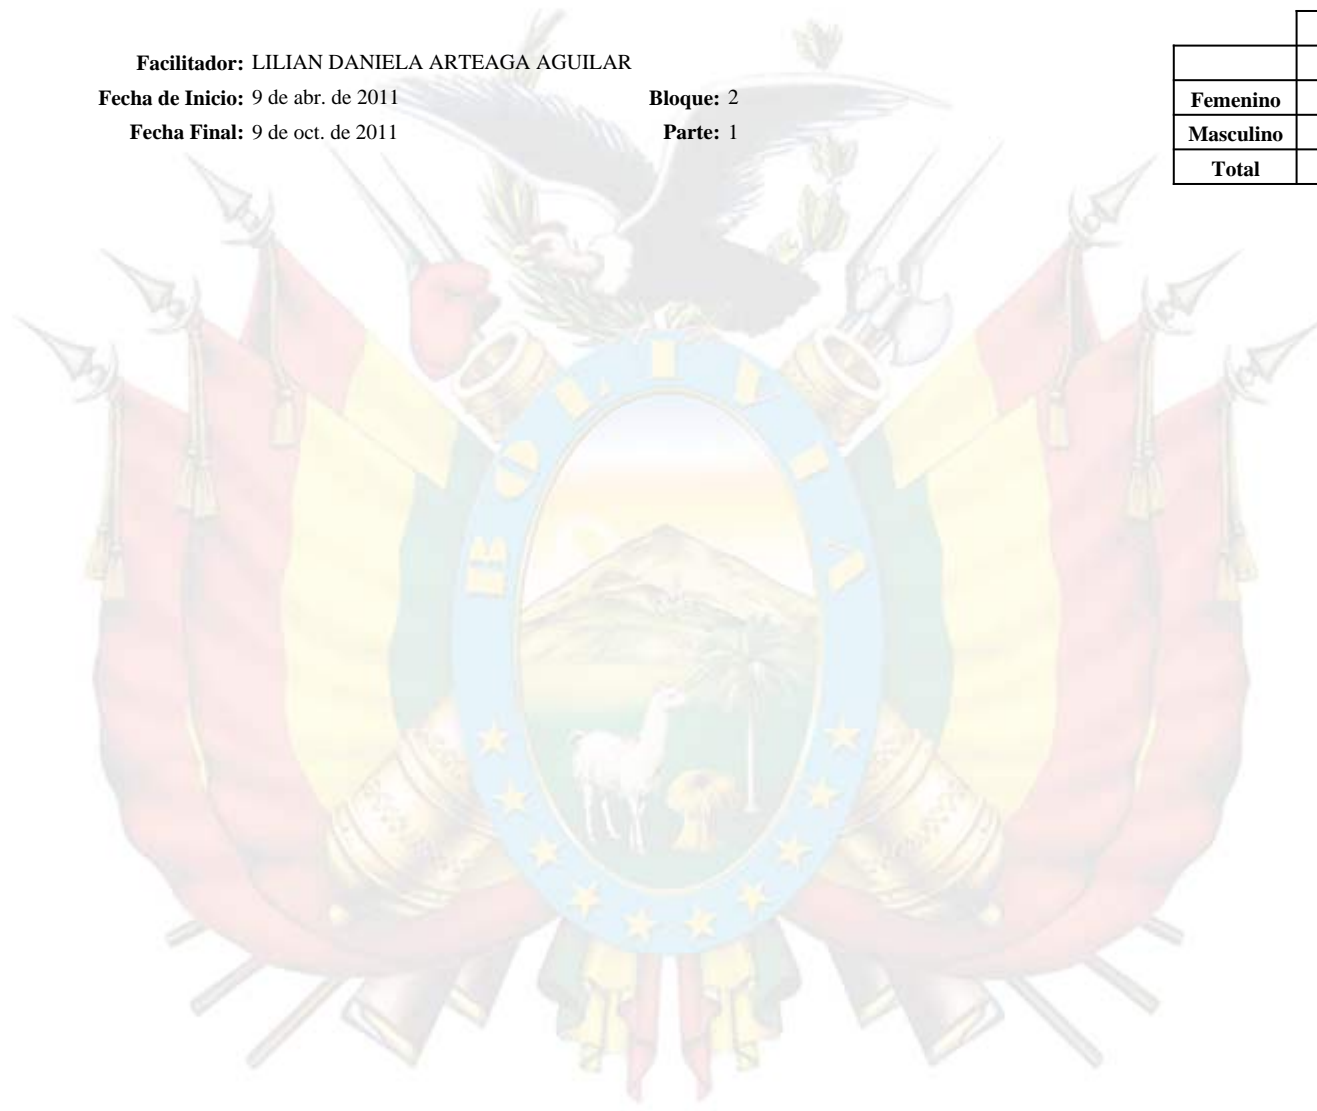 Facilitador: LILIAN DANIELA ARTEAGA AGUILAR
Fecha de Inicio: 9 de abr. de 2011 Bloque: 2
Fecha Final: 9 de oct. de 2011 Parte: 1
Femenino
Masculino
Total
BOLIVIA